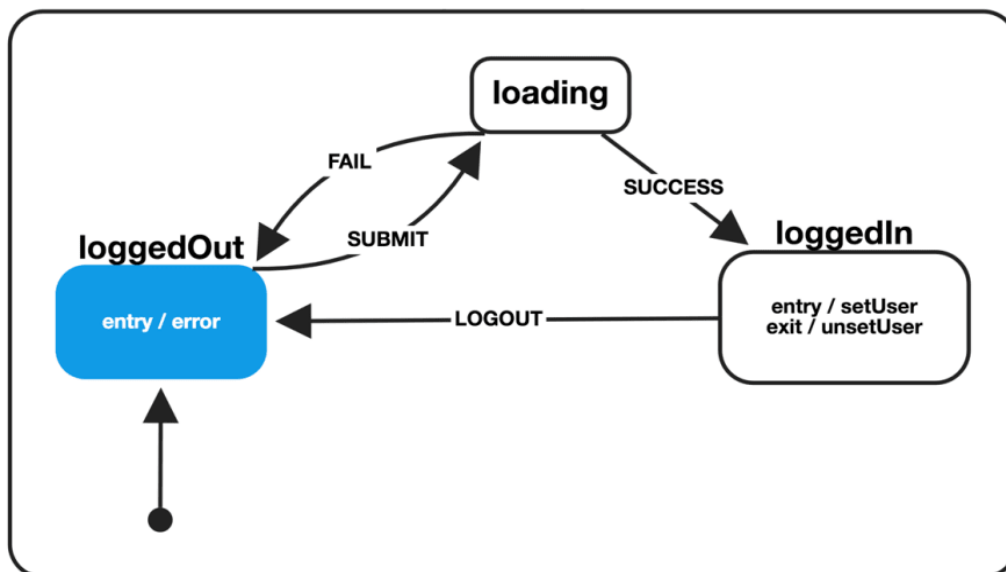 loading
FAIL
SUCCESS
SUBMIT
loggedOut
loggedIn
entry / error
entry / setUser
exit / unsetUser
LOGOUT